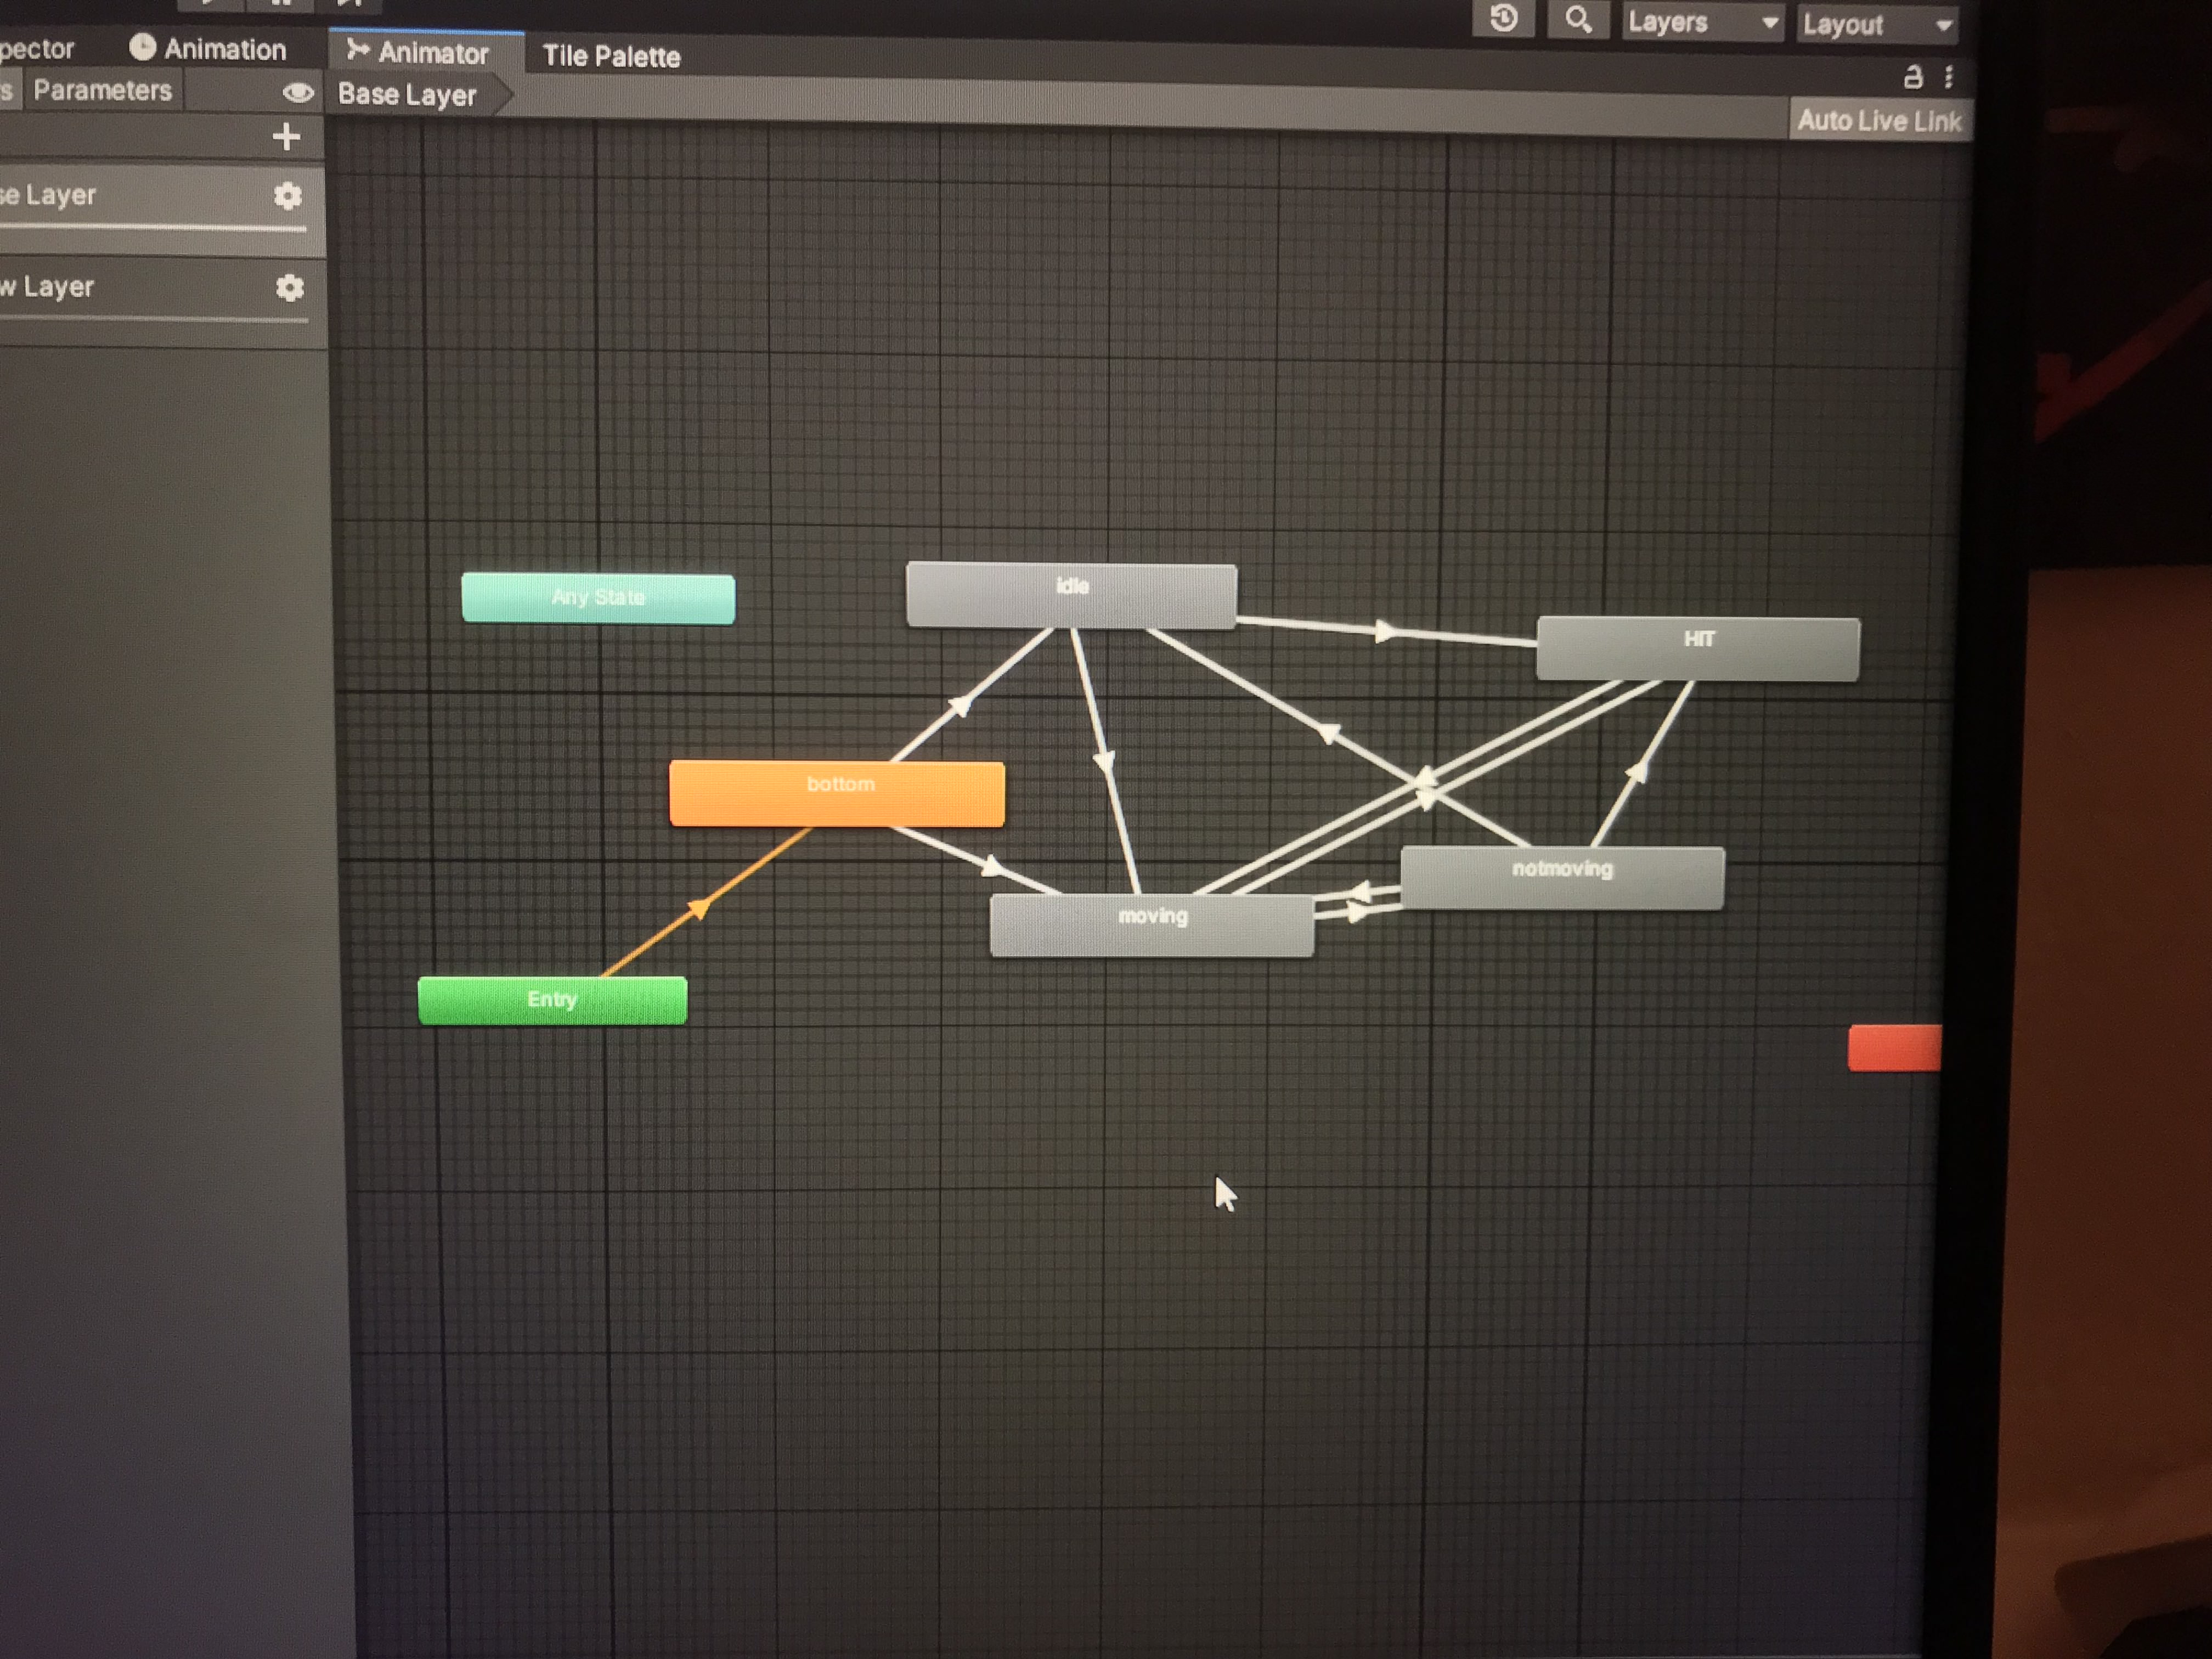 Layers
Layout
pector
Animation
Animator
Tile Palette
s
Parameters
Base Layer
Auto Live Link
se Layer
w Layer
Any State
idle
HIT
bottom
notmoving
moving
Entry